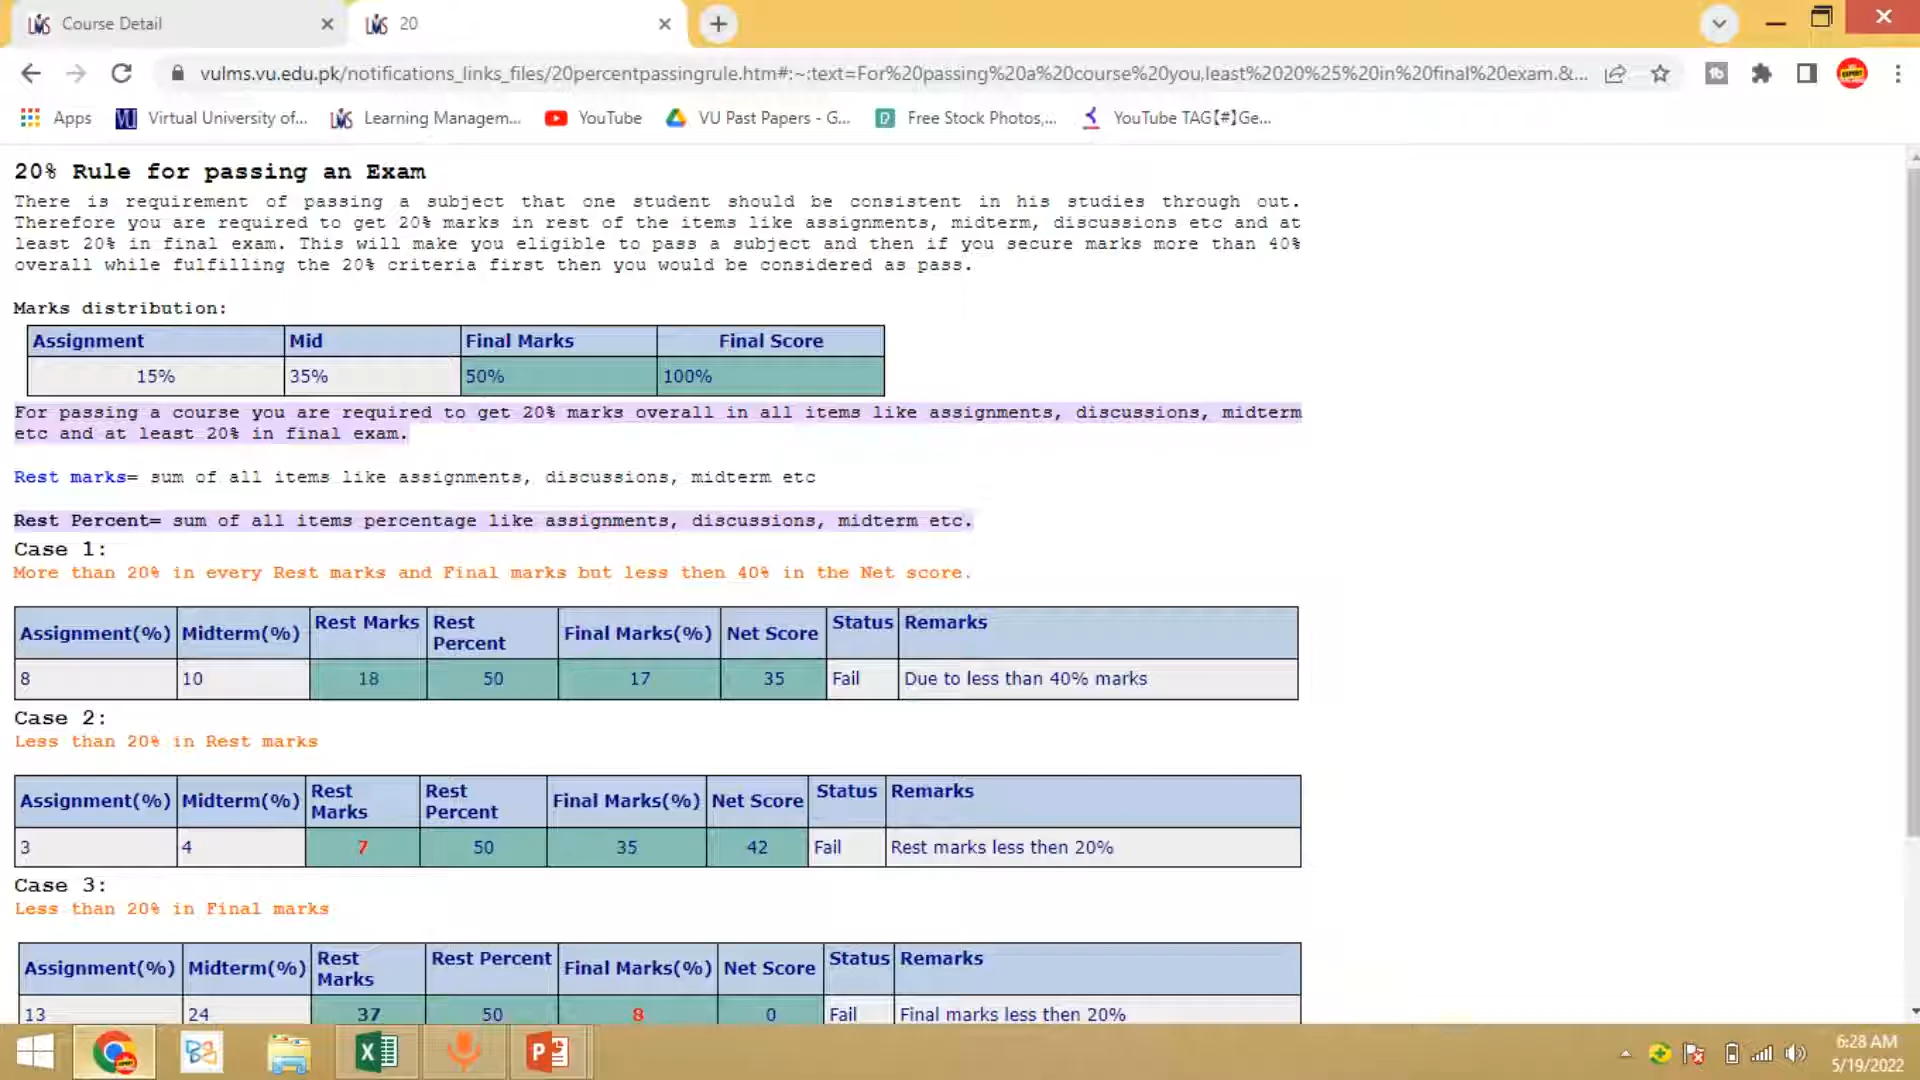 Course Detail
20
vulms.vu.edu.pk/notifications_links_files/20percentpassingrule.htm#:~:text=For%20passing%20a%20course%20you,least%2020%25%20in%20final%20exam.&...
Apps
Virtual University of...
Learning Managem...
YouTube
VU Past Papers - G...
Free Stock Photos,...
YouTube TAG【#】Ge...
20% Rule for passing an Exam
There is requirement of passing a subject that one student should be consistent in his studies through out.
Therefore you are required to get 20% marks in rest of the items like assignments, midterm, discussions etc and at
least 20% in final exam. This will make you eligible to pass a subject and then if you secure marks more than 40%
overall while fulfilling the 20% criteria first then you would be considered as pass.
Marks distribution:
Assignment Mid Final Marks Final Score
15% 35% 50% 100%
For passing a course you are required to get 20% marks overall in all items like assignments, discussions, midterm
etc and at least 20% in final exam.
Rest marks= sum of all items like assignments, discussions, midterm etc
Rest Percent= sum of all items percentage like assignments, discussions, midterm etc.
Case 1:
More than 20% in every Rest marks and Final marks but less then 40% in the Net score.
Assignment(%) Midterm(%) Rest Marks Rest Percent Final Marks(%) Net Score Status Remarks
8 10 18 50 17 35 Fail Due to less than 40% marks
Case 2:
Less than 20% in Rest marks
Assignment(%) Midterm(%) Rest Marks Rest Percent Final Marks(%) Net Score Status Remarks
3 4 7 50 35 42 Fail Rest marks less then 20%
Case 3:
Less than 20% in Final marks
Assignment(%) Midterm(%) Rest Marks Rest Percent Final Marks(%) Net Score Status Remarks
13 24 37 50 8 0 Fail Final marks less then 20%
6:28 AM
5/19/2022